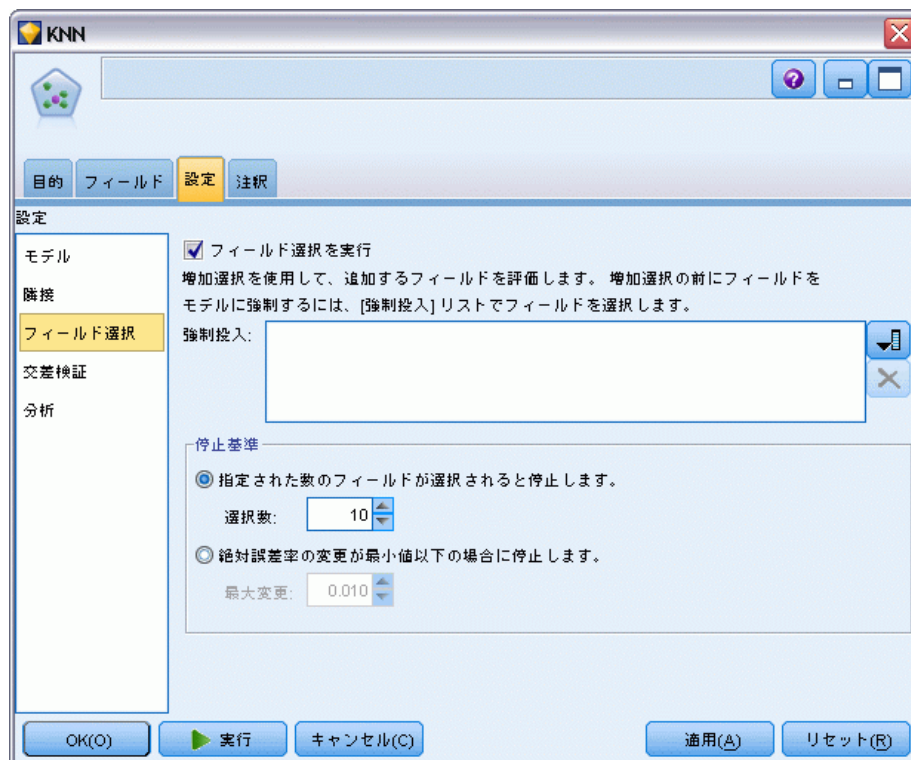 KNN
目的 フィールド 設定 注釈
設定
モデル
隣接
フィールド選択
交差検証
分析
フィールド選択を実行
増加選択を使用して、追加するフィールドを評価します。 増加選択の前にフィールドを
モデルに強制するには、[強制投入] リストでフィールドを選択します。
強制投入:
停止基準
指定された数のフィールドが選択されると停止します。
選択数: 10
絶対誤差率の変更が最小値以下の場合に停止します。
最大変更: 0.010
OK(O) 実行 キャンセル(C) 適用(A) リセット(R)